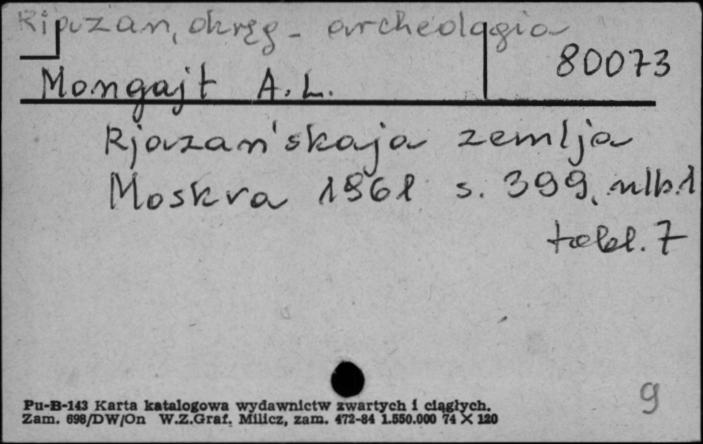 Rjazan, okręg - archeologia
80073
Mongajt A. L.
Rjazan'skaja zemlja
Moskva 1961 s. 399, nlb. 1
tabl. 7
9
Pu-B-143 Karta katalogowa wydawnictw zwartych i ciągłych.
Zam. 698/DW/On W.Z.Graf. Milicz, zam. 472-84 1.550.000 74 X 120